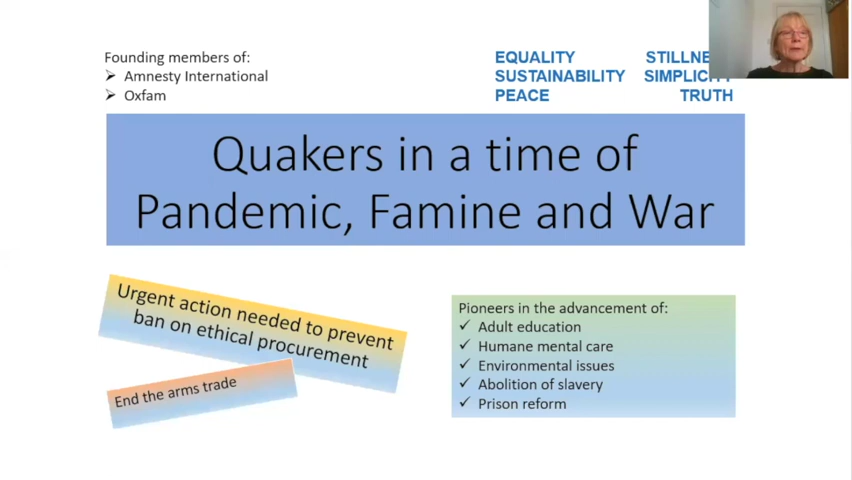 Founding members of:
➢ Amnesty International
➢ Oxfam
EQUALITY
SUSTAINABILITY
PEACE
SIMPLICITY
TRUTH
Quakers in a time of
Pandemic, Famine and War
Urgent action needed to prevent
ban on ethical procurement
End the arms trade
Pioneers in the advancement of:
✓ Adult education
✓ Humane mental care
✓ Environmental issues
✓ Abolition of slavery
✓ Prison reform